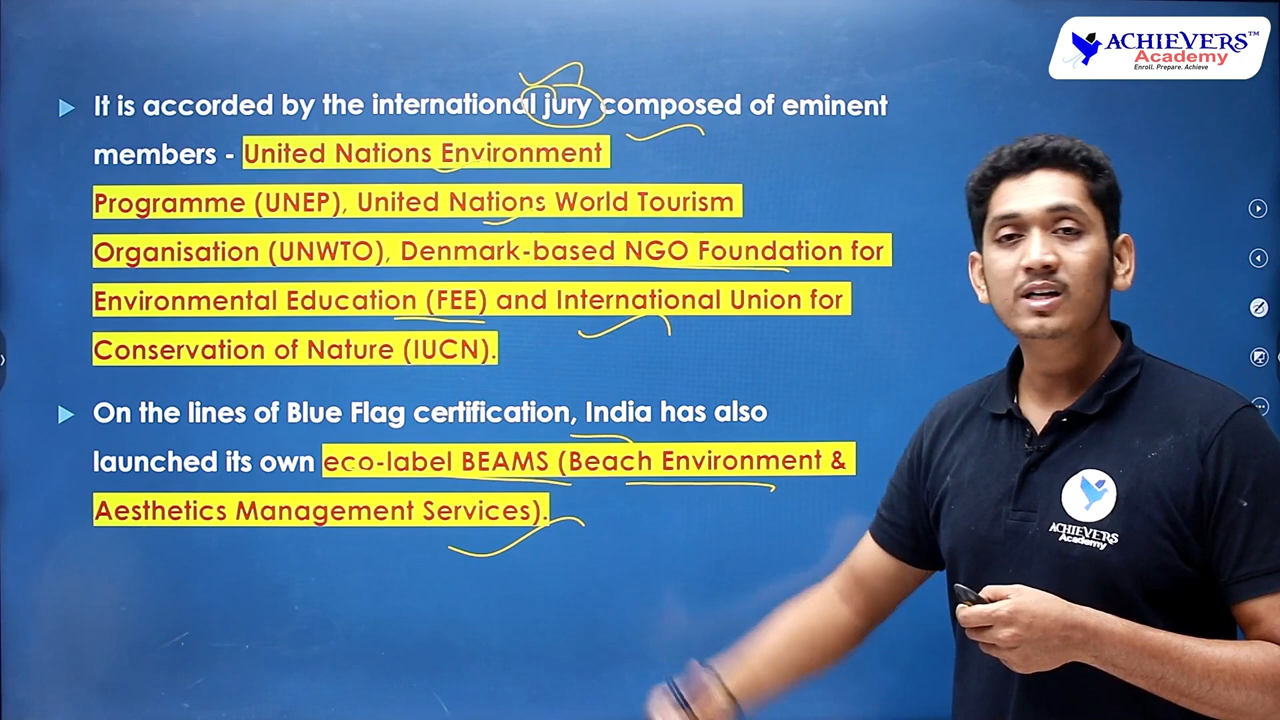 ACHIEVERS™
Academy
Enroll. Prepare. Achieve
It is accorded by the international jury composed of eminent
members - United Nations Environment
Programme (UNEP), United Nations World Tourism
Organisation (UNWTO), Denmark-based NGO Foundation for
Environmental Education (FEE) and International Union for
Conservation of Nature (IUCN).
On the lines of Blue Flag certification, India has also
launched its own eco-label BEAMS (Beach Environment &
Aesthetics Management Services).
ACHIEVERS
Academy